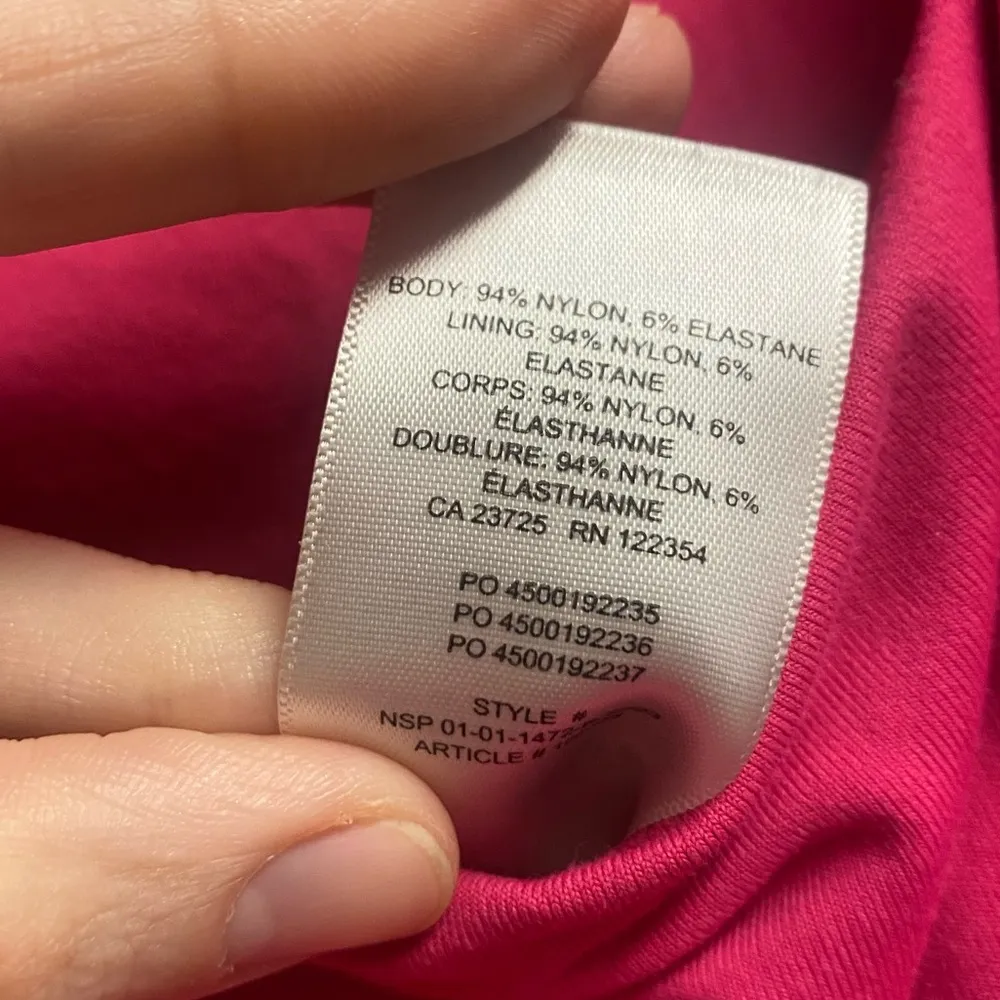 BODY: 94% NYLON, 6% ELASTANE
LINING: 94% NYLON, 6%
ELASTANE
CORPS: 94% NYLON, 6%
ÉLASTHANNE
DOUBLURE: 94% NYLON, 6%
ÉLASTHANNE
CA 23725 RN 122354
PO 4500192235
PO 4500192236
PO 4500192237
STYLE #
NSP
ARTICLE #